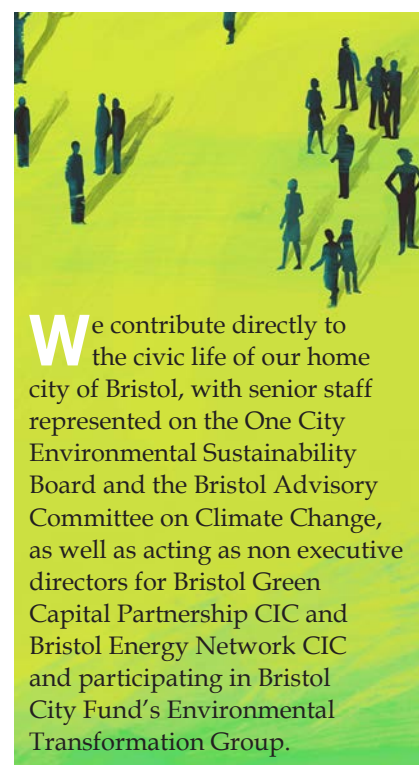 We contribute directly to
the civic life of our home
city of Bristol, with senior staff
represented on the One City
Environmental Sustainability
Board and the Bristol Advisory
Committee on Climate Change,
as well as acting as non executive
directors for Bristol Green
Capital Partnership CIC and
Bristol Energy Network CIC
and participating in Bristol
City Fund’s Environmental
Transformation Group.